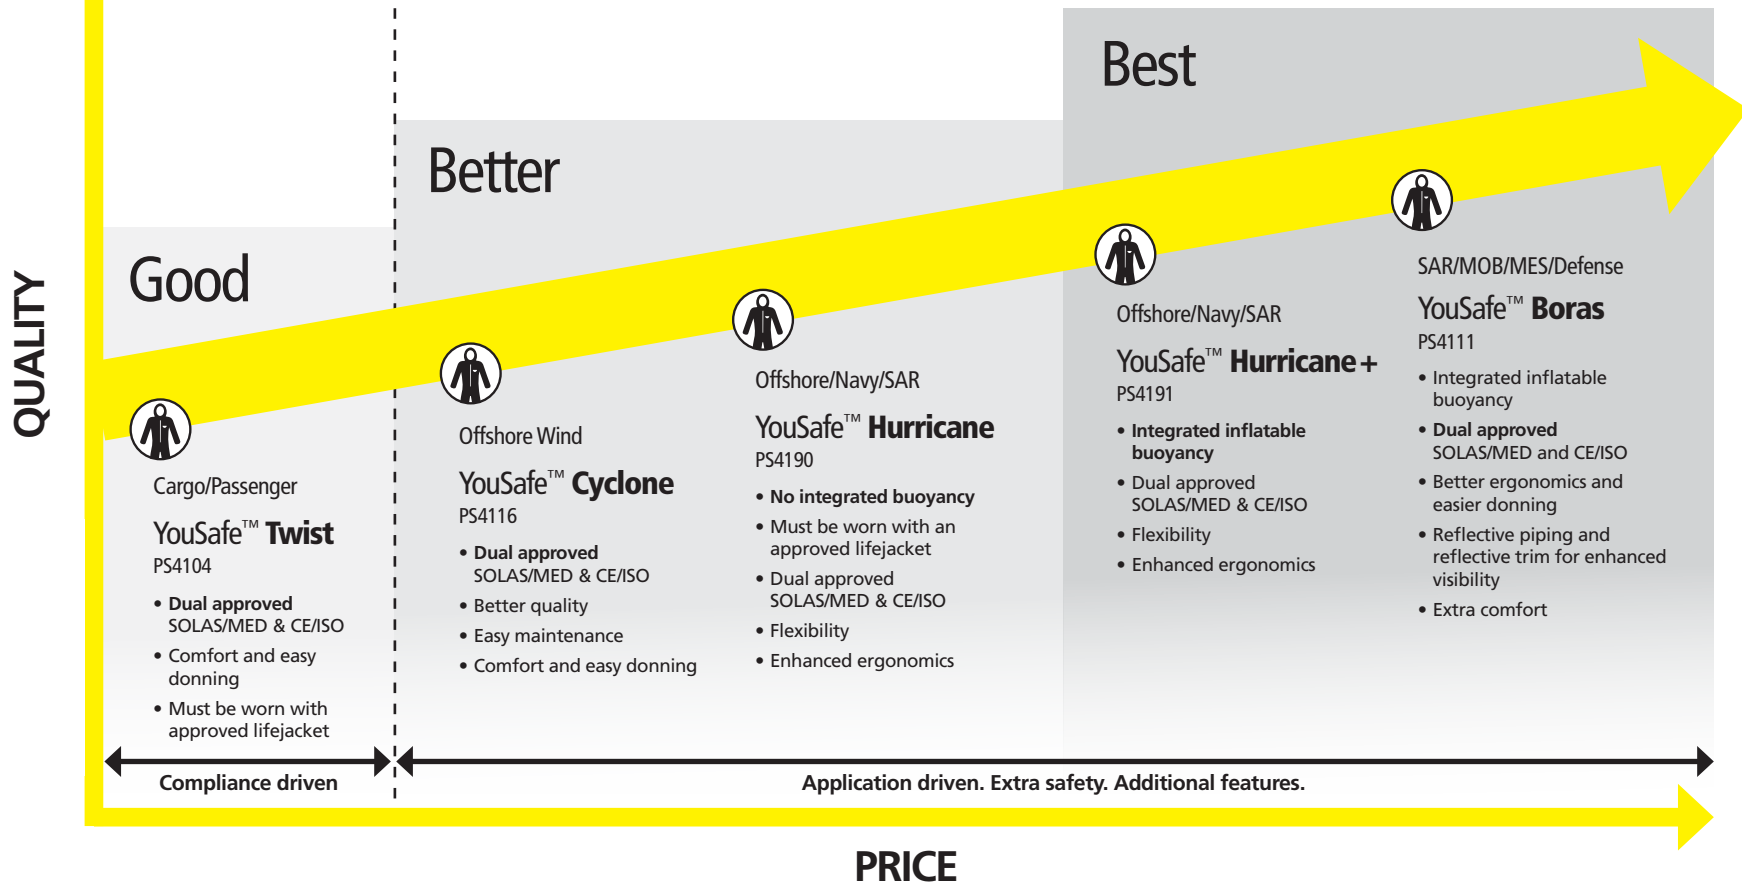 QUALITY
Good
Cargo/Passenger
YouSafe™ Twist
PS4104
• Dual approved
SOLAS/MED & CE/ISO
• Comfort and easy
donning
• Must be worn with
approved lifejacket
Compliance driven
Better
Offshore Wind
YouSafe™ Cyclone
PS4116
• Dual approved
SOLAS/MED & CE/ISO
• Better quality
• Easy maintenance
• Comfort and easy donning
Offshore/Navy/SAR
YouSafe™ Hurricane
PS4190
• No integrated buoyancy
• Must be worn with an
approved lifejacket
• Dual approved
SOLAS/MED & CE/ISO
• Flexibility
• Enhanced ergonomics
Best
Offshore/Navy/SAR
YouSafe™ Hurricane+
PS4191
• Integrated inflatable
buoyancy
• Dual approved
SOLAS/MED & CE/ISO
• Flexibility
• Enhanced ergonomics
SAR/MOB/MES/Defense
YouSafe™ Boras
PS4111
• Integrated inflatable
buoyancy
• Dual approved
SOLAS/MED and CE/ISO
• Better ergonomics and
easier donning
• Reflective piping and
reflective trim for enhanced
visibility
• Extra comfort
Application driven. Extra safety. Additional features.
PRICE